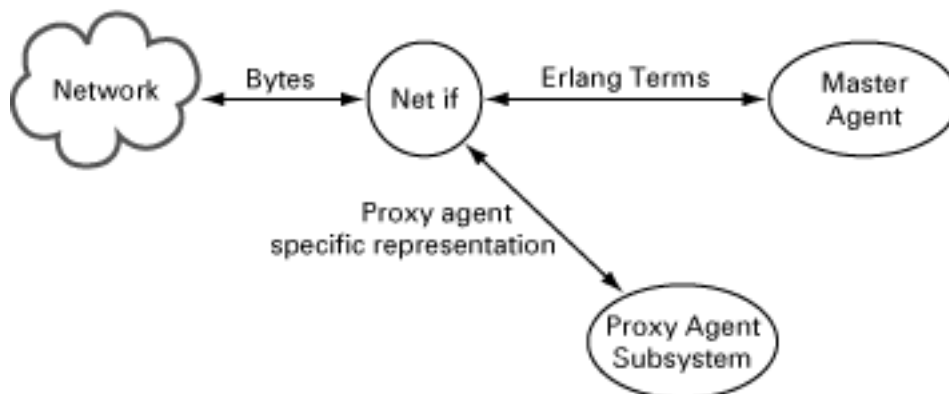 Network
Bytes
Net if
Erlang Terms
Master
Agent
Proxy agent
specific representation
Proxy Agent
Subsystem